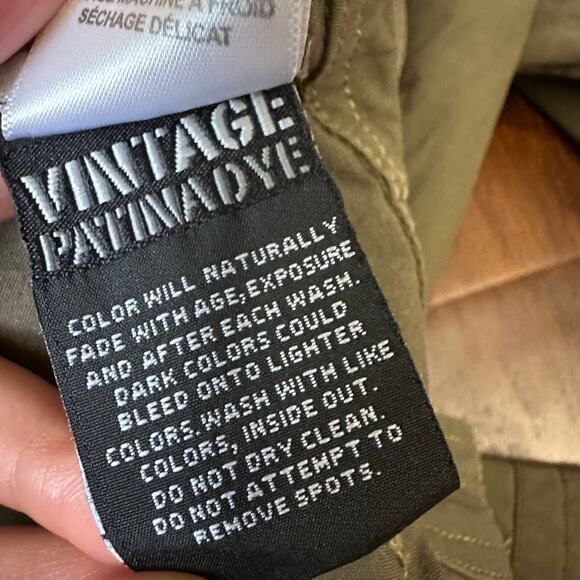 MACHINE À FROID
SÉCHAGE DÉLICAT
VINTAGE
PATINA DYE
COLOR WILL NATURALLY
FADE WITH AGE, EXPOSURE
AND AFTER EACH WASH.
DARK COLORS COULD
BLEED ONTO LIGHTER
COLORS. WASH WITH LIKE
COLORS, INSIDE OUT.
DO NOT DRY CLEAN.
DO NOT ATTEMPT TO
REMOVE SPOTS.